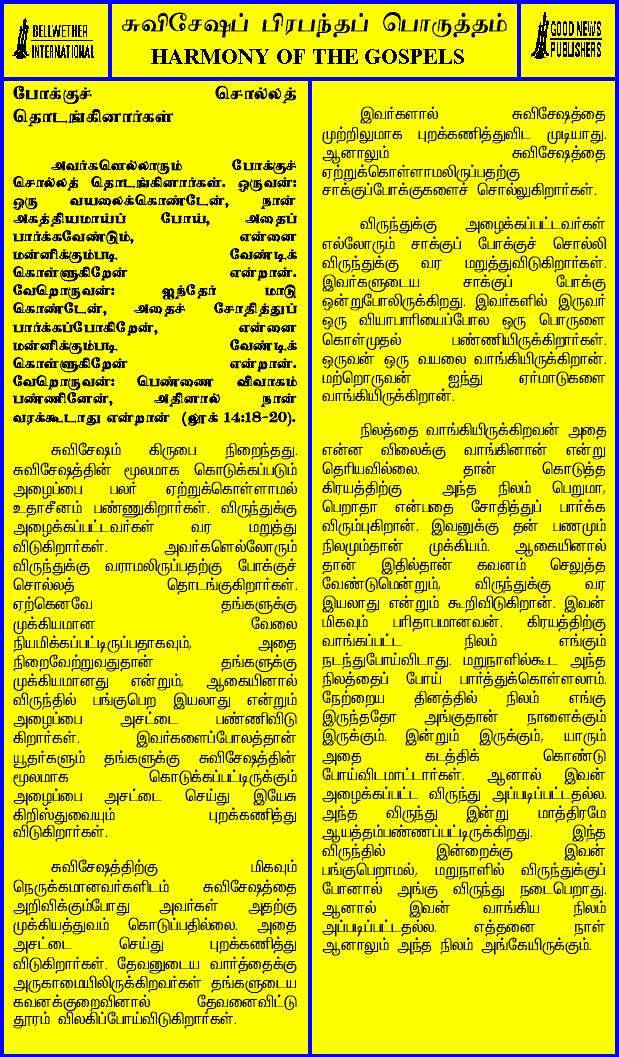 BELLWETHER
INTERNATIONAL
சுவிசேஷப் பிரபந்தப் பொருத்தம்
HARMONY OF THE GOSPELS
GOOD NEWS
PUBLISHERS
போக்குச் சொல்லத்
தொடங்கினார்கள்
அவர்களெல்லாரும் போக்குச்
சொல்லத் தொடங்கினார்கள். ஒருவன்:
ஒரு வயலைக்கொண்டேன், நான்
அகத்தியமாய்ப் போய், அதைப்
பார்க்கவேண்டும், என்னை
மன்னிக்கும்படி வேண்டிக்
கொள்ளுகிறேன் என்றான்.
வேறொருவன்: ஐந்தேர் மாடு
கொண்டேன், அதைச் சோதித்துப்
பார்க்கப்போகிறேன், என்னை
மன்னிக்கும்படி வேண்டிக்
கொள்ளுகிறேன் என்றான்.
வேறொருவன்: பெண்ணை விவாகம்
பண்ணினேன், அதினால் நான்
வரக்கூடாது என்றான் (லூக் 14:18-20).
சுவிசேஷம் கிருபை நிறைந்தது.
சுவிசேஷத்தின் மூலமாக கொடுக்கப்படும்
அழைப்பை பலர் ஏற்றுக்கொள்ளாமல்
உதாசீனம் பண்ணுகிறார்கள். விருந்துக்கு
அழைக்கப்பட்டவர்கள் வர மறுத்து
விடுகிறார்கள். அவர்களெல்லோரும்
விருந்துக்கு வராமலிருப்பதற்கு போக்குச்
சொல்லத் தொடங்குகிறார்கள்.
ஏற்கெனவே தங்களுக்கு
முக்கியமான வேலை
நியமிக்கப்பட்டிருப்பதாகவும், அதை
நிறைவேற்றுவதுதான் தங்களுக்கு
முக்கியமானது என்றும், ஆகையினால்
விருந்தில் பங்குபெற இயலாது என்றும்
அழைப்பை அசட்டை பண்ணிவிடு
கிறார்கள். இவர்களைப்போலத்தான்
யூதர்களும் தங்களுக்கு சுவிசேஷத்தின்
மூலமாக கொடுக்கப்பட்டிருக்கும்
அழைப்பை அசட்டை செய்து இயேசு
கிறிஸ்துவையும் புறக்கணித்து
விடுகிறார்கள்.
சுவிசேஷத்திற்கு மிகவும்
நெருக்கமானவர்களிடம் சுவிசேஷத்தை
அறிவிக்கும்போது அவர்கள் அதற்கு
முக்கியத்துவம் கொடுப்பதில்லை. அதை
அசட்டை செய்து புறக்கணித்து
விடுகிறார்கள். தேவனுடைய வார்த்தைக்கு
அருகாமையிலிருக்கிறவர்கள் தங்களுடைய
கவனக்குறைவினால் தேவனைவிட்டு
தூரம் விலகிப்போய்விடுகிறார்கள்.
இவர்களால் சுவிசேஷத்தை
முற்றிலுமாக புறக்கணித்துவிட முடியாது.
ஆனாலும் சுவிசேஷத்தை
ஏற்றுக்கொள்ளாமலிருப்பதற்கு
சாக்குப்போக்குகளைச் சொல்லுகிறார்கள்.
விருந்துக்கு அழைக்கப்பட்டவர்கள்
எல்லோரும் சாக்குப் போக்குச் சொல்லி
விருந்துக்கு வர மறுத்துவிடுகிறார்கள்.
இவர்களுடைய சாக்குப் போக்கு
ஒன்றுபோலிருக்கிறது. இவர்களில் இருவர்
ஒரு வியாபாரியைப்போல ஒரு பொருளை
கொள்முதல் பண்ணியிருக்கிறார்கள்.
ஒருவன் ஒரு வயலை வாங்கியிருக்கிறான்.
மற்றொருவன் ஐந்து ஏர்மாடுகளை
வாங்கியிருக்கிறான்.
நிலத்தை வாங்கியிருக்கிறவன் அதை
என்ன விலைக்கு வாங்கினான் என்று
தெரியவில்லை. தான் கொடுத்த
கிரயத்திற்கு அந்த நிலம் பெறுமா,
பெறாதா என்பதை சோதித்துப் பார்க்க
விரும்புகிறான். இவனுக்கு தன் பணமும்
நிலமும்தான் முக்கியம். ஆகையினால்
தான் இதில்தான் கவனம் செலுத்த
வேண்டுமென்றும், விருந்துக்கு வர
இயலாது என்றும் கூறிவிடுகிறான். இவன்
மிகவும் பரிதாபமானவன். கிரயத்திற்கு
வாங்கப்பட்ட நிலம் எங்கும்
நடந்துபோய்விடாது. மறுநாளில்கூட அந்த
நிலத்தைப் போய் பார்த்துக்கொள்ளலாம்.
நேற்றைய தினத்தில் நிலம் எங்கு
இருந்ததோ அங்குதான் நாளைக்கும்
இருக்கும். இன்றும் இருக்கும், யாரும்
அதை கடத்திக் கொண்டு
போய்விடமாட்டார்கள். ஆனால் இவன்
அழைக்கப்பட்ட விருந்து அப்படிப்பட்டதல்ல.
அந்த விருந்து இன்று மாத்திரமே
ஆயத்தம்பண்ணப்பட்டிருக்கிறது. இந்த
விருந்தில் இன்றைக்கு இவன்
பங்குபெறாமல், மறுநாளில் விருந்துக்குப்
போனால் அங்கு விருந்து நடைபெறாது.
ஆனால் இவன் வாங்கிய நிலம்
அப்படிப்பட்டதல்ல. எத்தனை நாள்
ஆனாலும் அந்த நிலம் அங்கேயிருக்கும்.